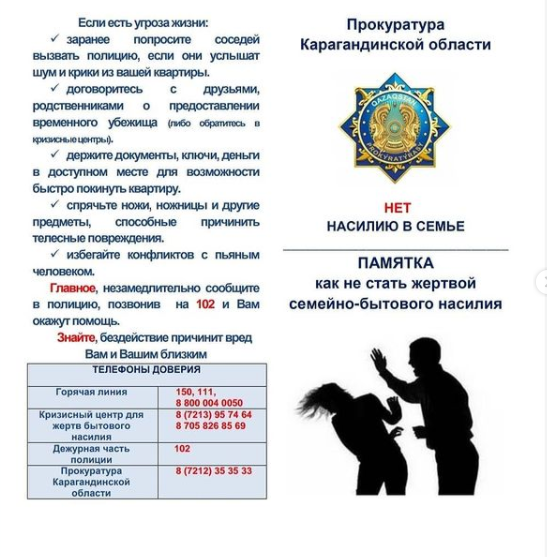 Если есть угроза жизни:
✓ заранее попросите соседей
вызвать полицию, если они услышат
шум и крики из вашей квартиры.
✓ договоритесь с друзьями,
родственниками о предоставлении
временного убежища (либо обратитесь в
кризисные центры).
✓ держите документы, ключи, деньги
в доступном месте для возможности
быстро покинуть квартиру.
✓ спрячьте ножи, ножницы и другие
предметы, способные причинить
телесные повреждения.
✓ избегайте конфликтов с пьяным
человеком.
Главное, незамедлительно сообщите
в полицию, позвонив на 102 и Вам
окажут помощь.
Знайте, бездействие причинит вред
Вам и Вашим близким
ТЕЛЕФОНЫ ДОВЕРИЯ
Горячая линия 150, 111,
8 800 004 0050
Кризисный центр для 8 (7213) 95 74 64
жертв бытового 8 705 826 85 69
насилия
Дежурная часть 102
полиции
Прокуратура 8 (7212) 35 35 33
Карагандинской
области
Прокуратура
Карагандинской области
QAZAQSTAN
PROKÝRATÝRASY
НЕТ
НАСИЛИЮ В СЕМЬЕ
ПАМЯТКА
как не стать жертвой
семейно-бытового насилия